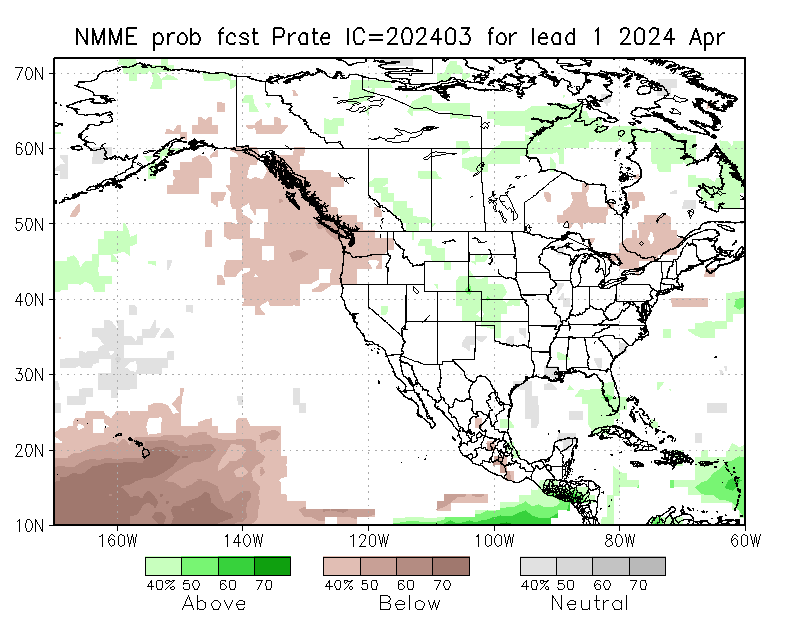 NMME prob fcst Prate IC=202403 for lead 1 2024 Apr
70N
60N
50N
40N
30N
20N
10N
160W 140W 120W 100W 80W 60W
40% 50 60 70 40% 50 60 70 40% 50 60 70
Above Below Neutral